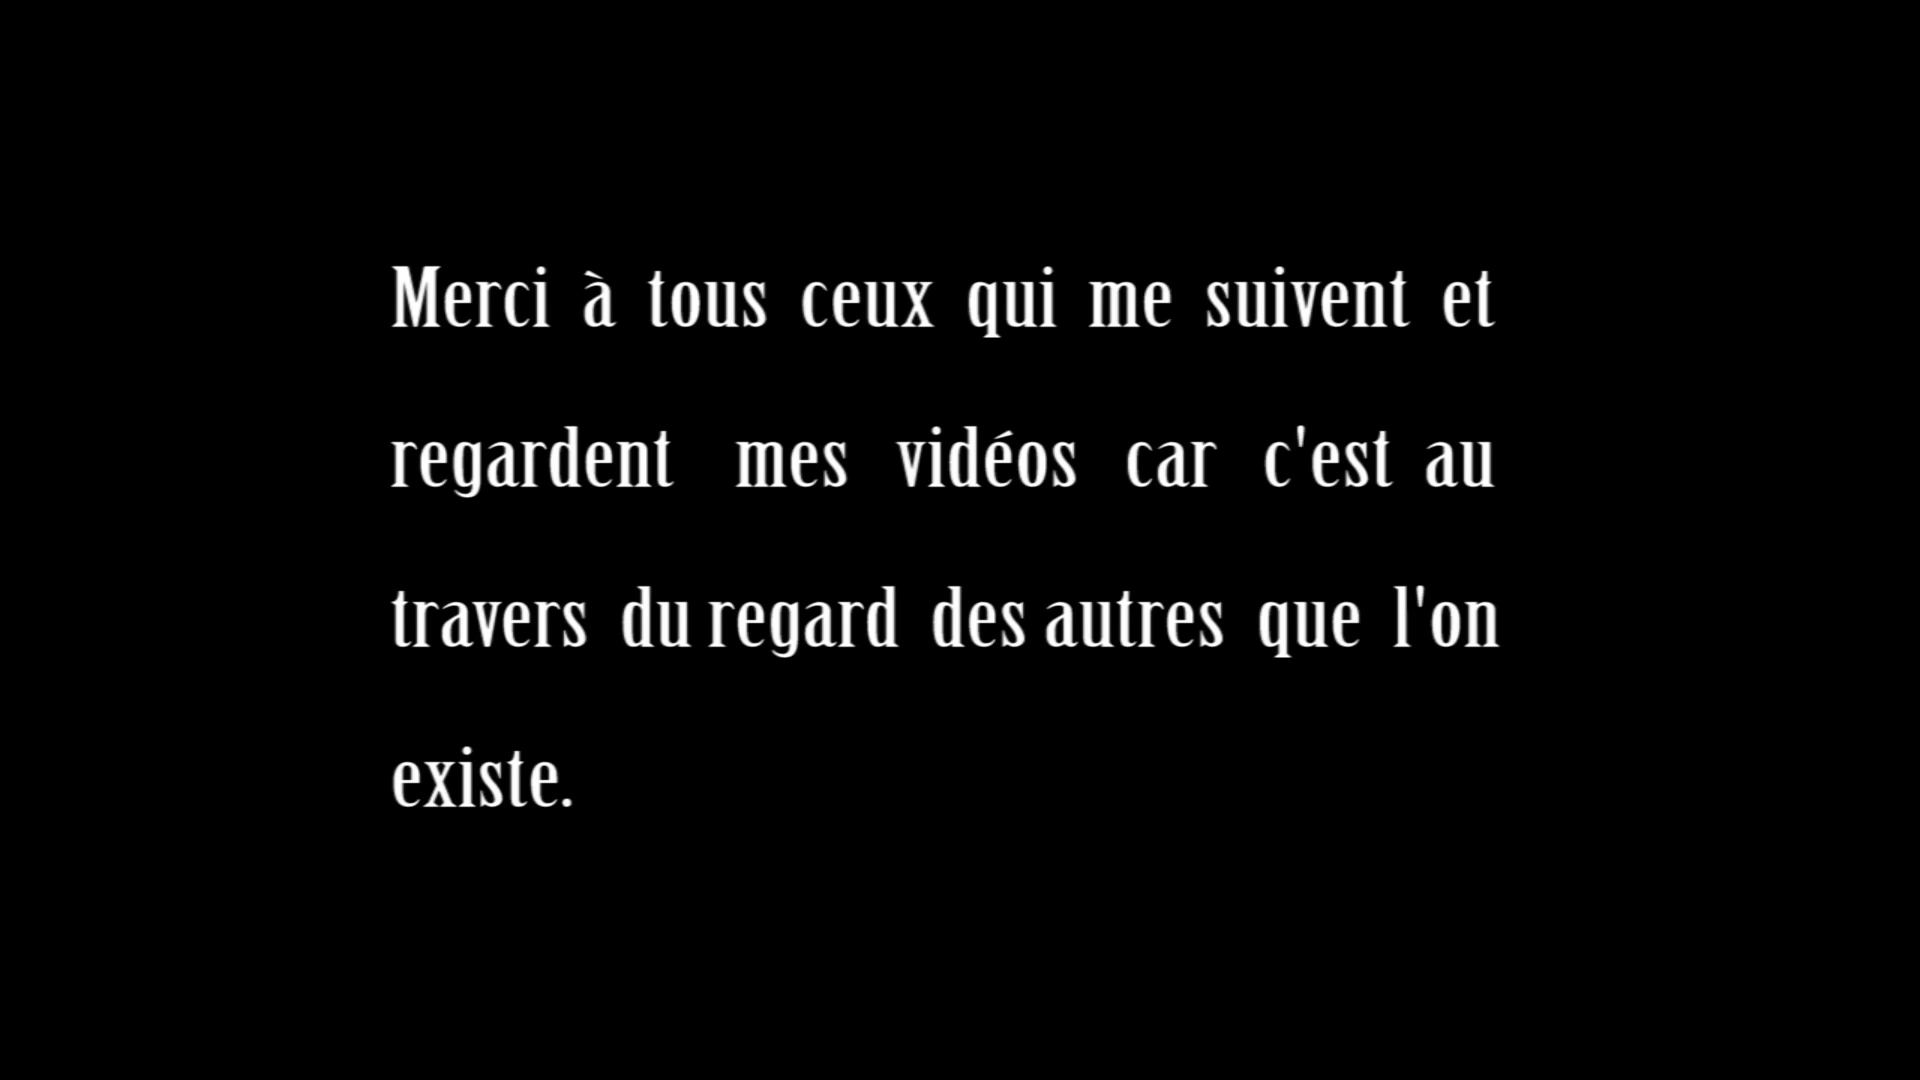 Merci à tous ceux qui me suivent et
regardent mes vidéos car c'est au
travers du regard des autres que l'on
existe.